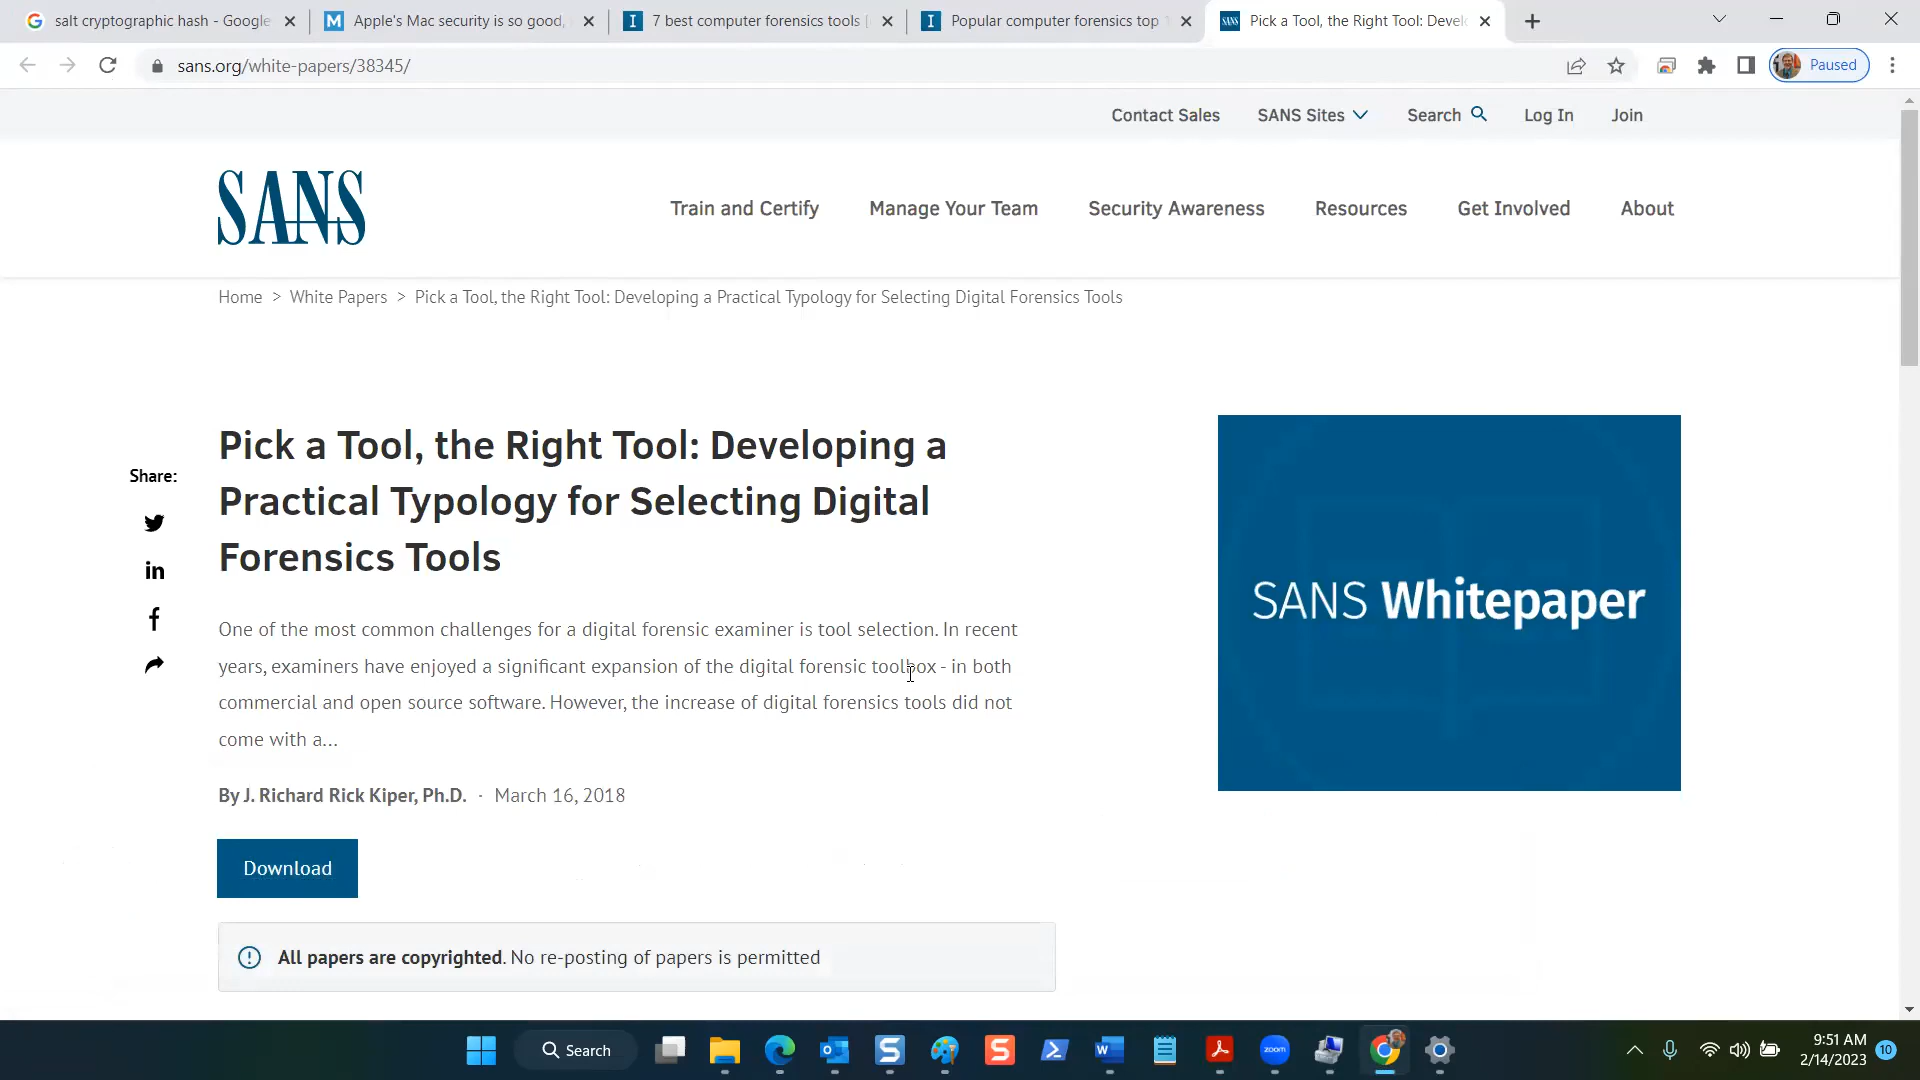 salt cryptographic hash - Google
Apple's Mac security is so good,
7 best computer forensics tools [
Popular computer forensics top 1
Pick a Tool, the Right Tool: Devel
sans.org/white-papers/38345/
Paused
Contact Sales
SANS Sites
Search
Log In
Join
SANS
Train and Certify
Manage Your Team
Security Awareness
Resources
Get Involved
About
Home > White Papers > Pick a Tool, the Right Tool: Developing a Practical Typology for Selecting Digital Forensics Tools
Pick a Tool, the Right Tool: Developing a
Practical Typology for Selecting Digital
Forensics Tools
Share:
One of the most common challenges for a digital forensic examiner is tool selection. In recent
years, examiners have enjoyed a significant expansion of the digital forensic toolbox - in both
commercial and open source software. However, the increase of digital forensics tools did not
come with a...
By J. Richard Rick Kiper, Ph.D. · March 16, 2018
Download
All papers are copyrighted. No re-posting of papers is permitted
SANS Whitepaper
Search
zoom
9:51 AM
2/14/2023
10